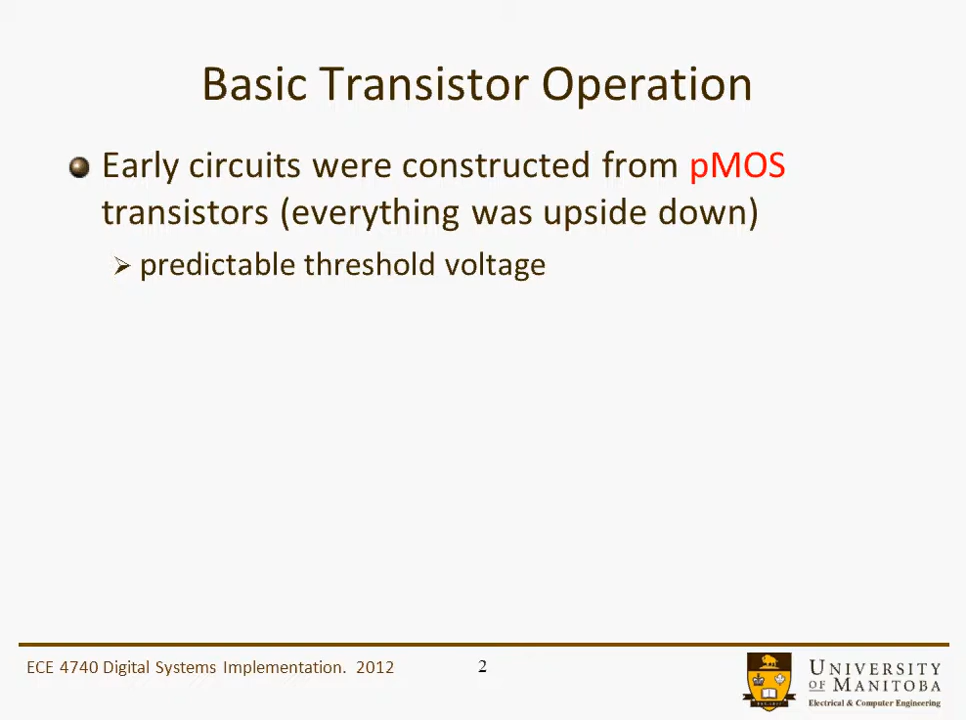 Basic Transistor Operation
Early circuits were constructed from pMOS
transistors (everything was upside down)
predictable threshold voltage
ECE 4740 Digital Systems Implementation. 2012
2
UNIVERSITY
OF MANITOBA
Electrical & Computer Engineering